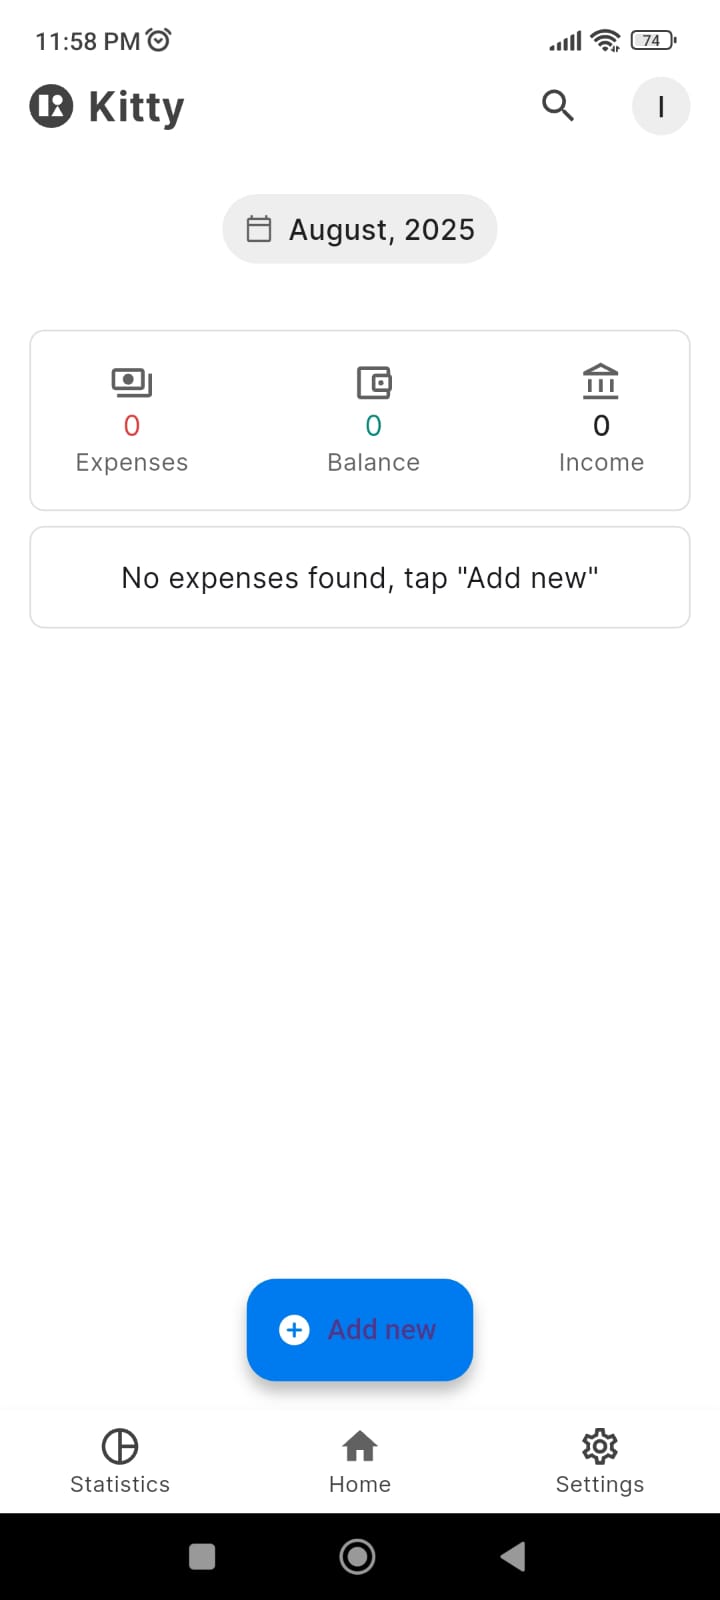 11:58 PM 74
Kitty I
August, 2025
0 0 0
Expenses Balance Income
No expenses found, tap "Add new"
Add new
Statistics Home Settings